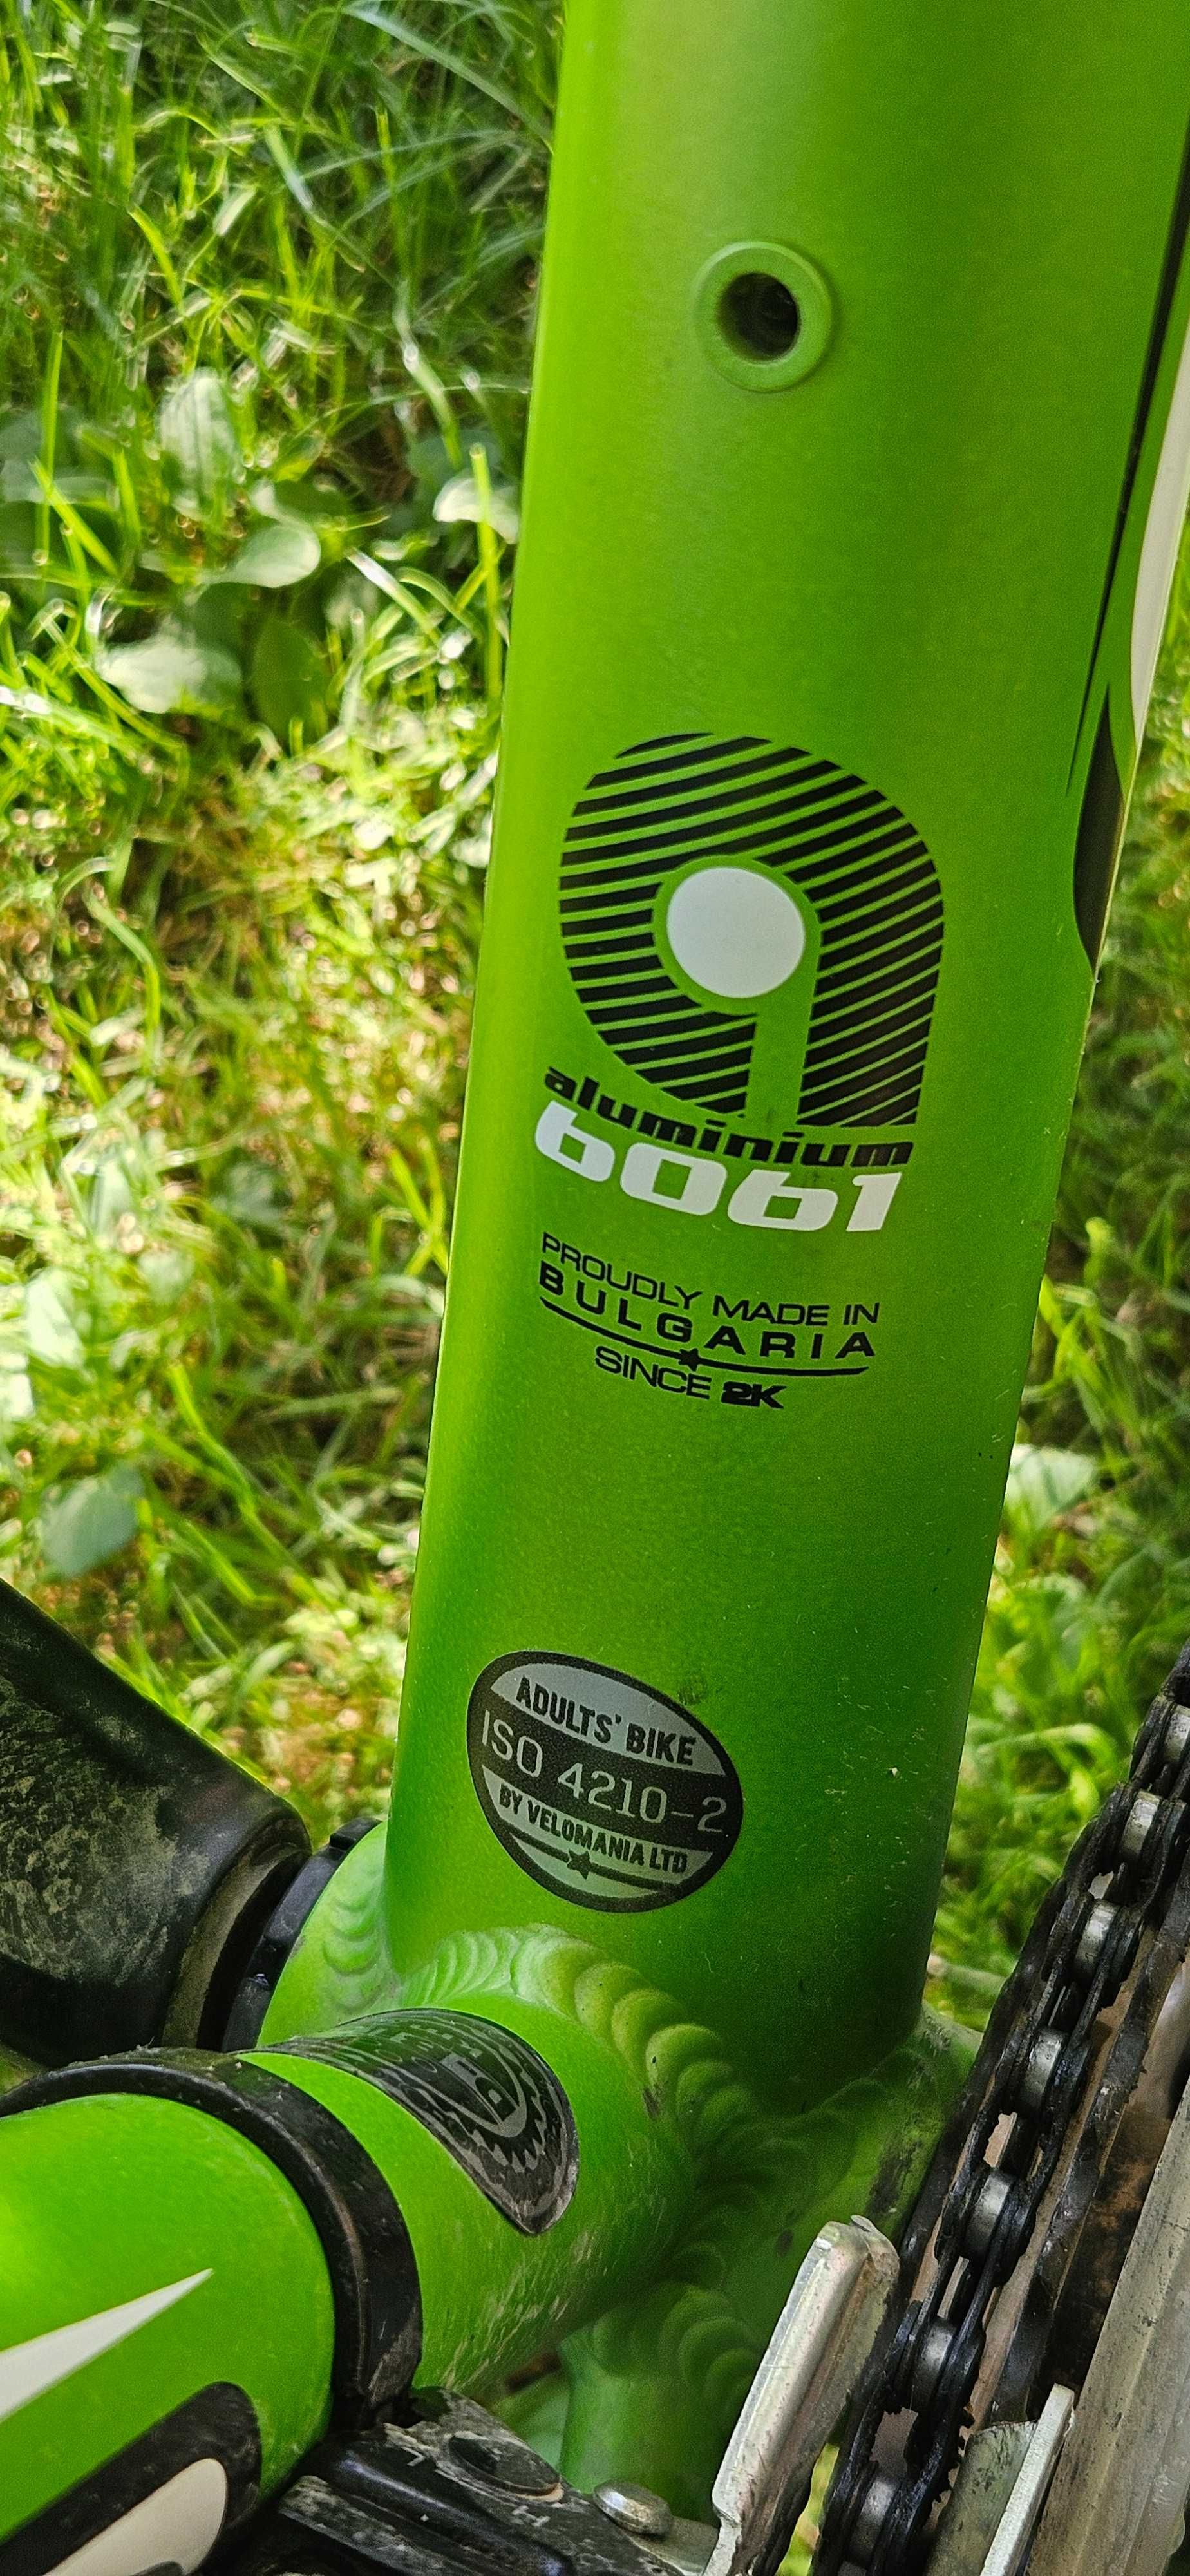 aluminium
6061
PROUDLY MADE IN
BULGARIA
SINCE 2K
ADULTS' BIKE
ISO 4210-2
BY VELOMANIA LTD